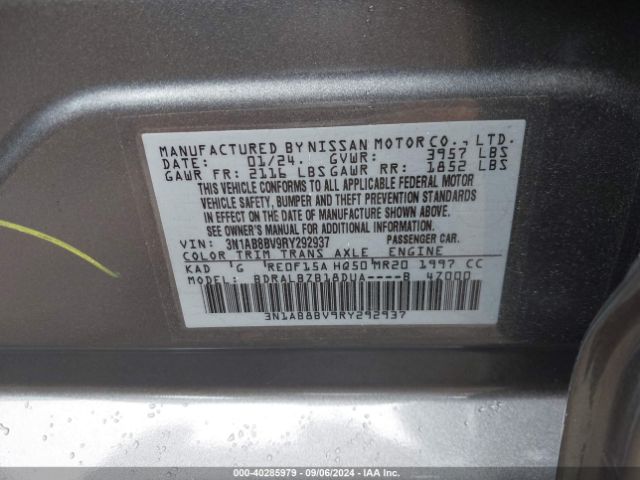 MANUFACTURED BY NISSAN MOTOR CO., LTD.
DATE: 01/24. GVWR: 3957 LBS
GAWR FR: 2116 LBS GAWR RR: 1852 LBS
THIS VEHICLE CONFORMS TO ALL APPLICABLE FEDERAL MOTOR
VEHICLE SAFETY, BUMPER, AND THEFT PREVENTION STANDARDS
IN EFFECT ON THE DATE OF MANUFACTURE SHOWN ABOVE.
SEE OWNER'S MANUAL FOR ADDITIONAL INFORMATION.
VIN: 3N1AB8BV9RY292937 PASSENGER CAR.
COLOR TRIM TRANS AXLE ENGINE
KAD G RE0F15A HQ50 MR20 1997 CC
MODEL: BDRALBZB18DUA----B 47000
3N1AB8BV9RY292937
© COPART - 40285979 - 09/06/2024 - IAA Inc.